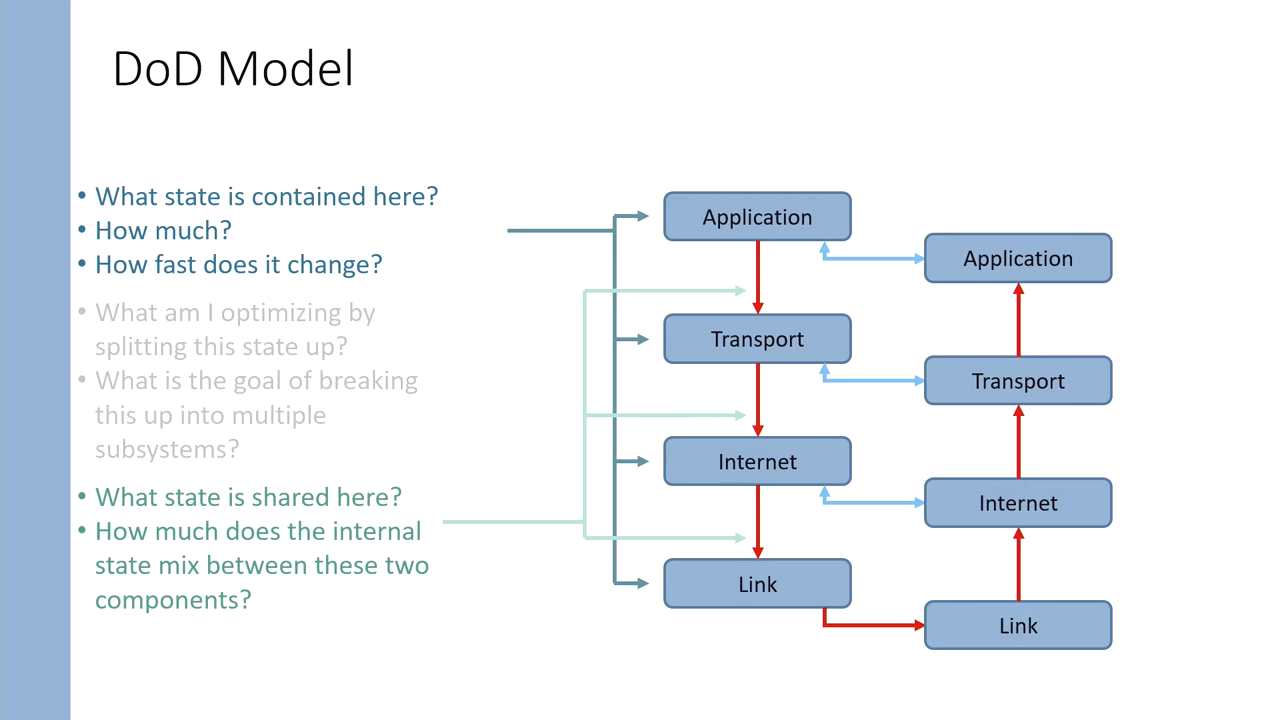 DoD Model
• What state is contained here?
• How much?
• How fast does it change?
• What am I optimizing by
splitting this state up?
• What is the goal of breaking
this up into multiple
subsystems?
• What state is shared here?
• How much does the internal
state mix between these two
components?
Application
Transport
Internet
Link
Application
Transport
Internet
Link